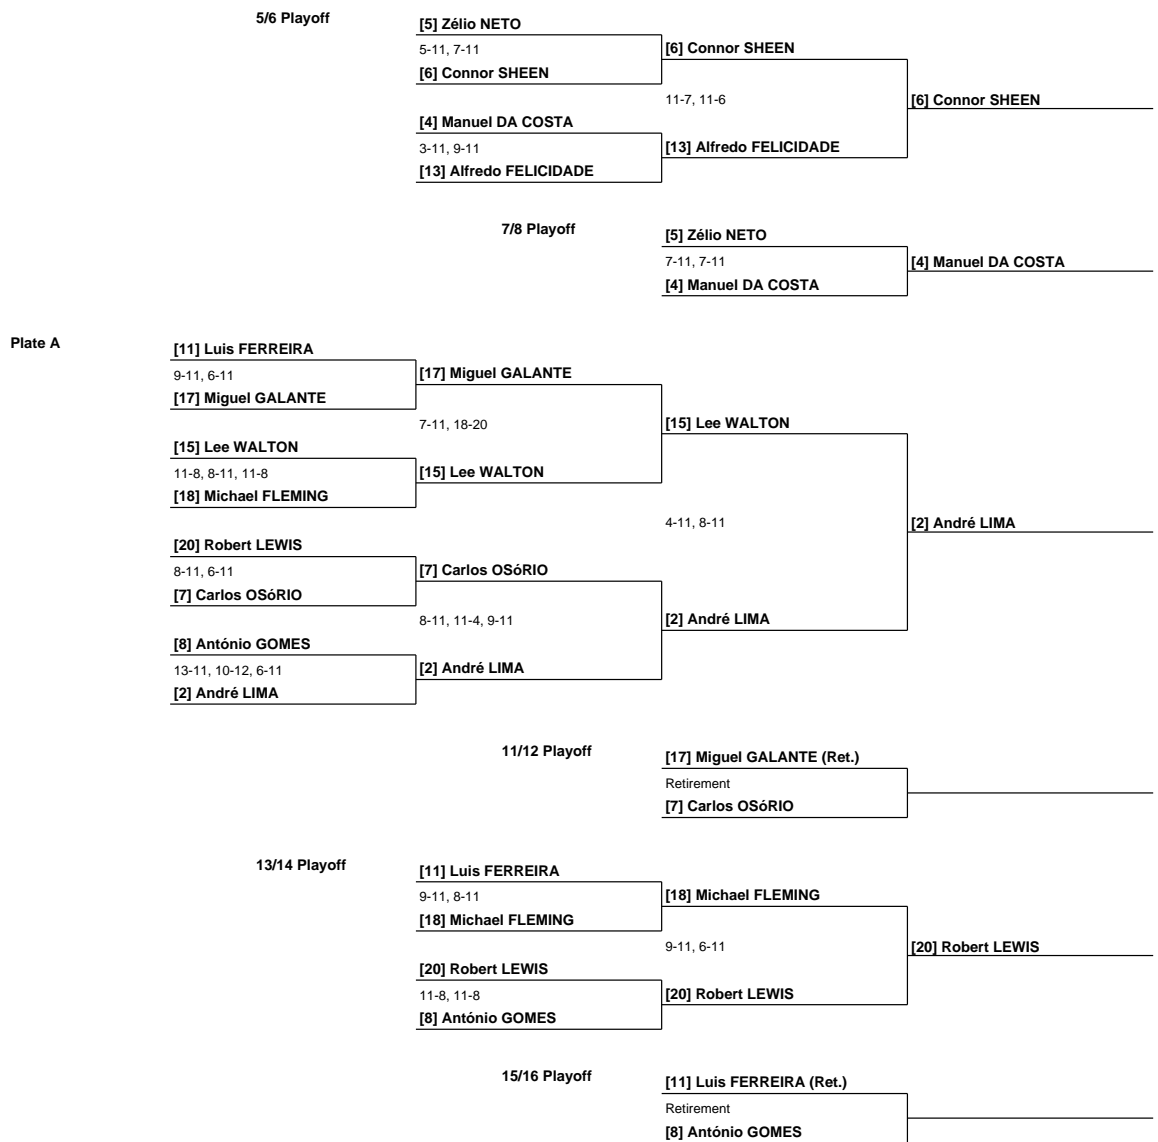 5/6 Playoff
[5] Zélio NETO
5-11, 7-11
[6] Connor SHEEN
[6] Connor SHEEN
11-7, 11-6
[6] Connor SHEEN
[4] Manuel DA COSTA
3-11, 9-11
[13] Alfredo FELICIDADE
[13] Alfredo FELICIDADE
7/8 Playoff
[5] Zélio NETO
7-11, 7-11
[4] Manuel DA COSTA
[4] Manuel DA COSTA
Plate A
[11] Luis FERREIRA
9-11, 6-11
[17] Miguel GALANTE
[17] Miguel GALANTE
7-11, 18-20
[15] Lee WALTON
[15] Lee WALTON
11-8, 8-11, 11-8
[15] Lee WALTON
[18] Michael FLEMING
4-11, 8-11
[2] André LIMA
[20] Robert LEWIS
8-11, 6-11
[7] Carlos OSóRIO
[7] Carlos OSóRIO
8-11, 11-4, 9-11
[2] André LIMA
[8] António GOMES
13-11, 10-12, 6-11
[2] André LIMA
[2] André LIMA
11/12 Playoff
[17] Miguel GALANTE (Ret.)
Retirement
[7] Carlos OSóRIO
13/14 Playoff
[11] Luis FERREIRA
9-11, 8-11
[18] Michael FLEMING
[18] Michael FLEMING
9-11, 6-11
[20] Robert LEWIS
[20] Robert LEWIS
11-8, 11-8
[20] Robert LEWIS
[8] António GOMES
15/16 Playoff
[11] Luis FERREIRA (Ret.)
Retirement
[8] António GOMES